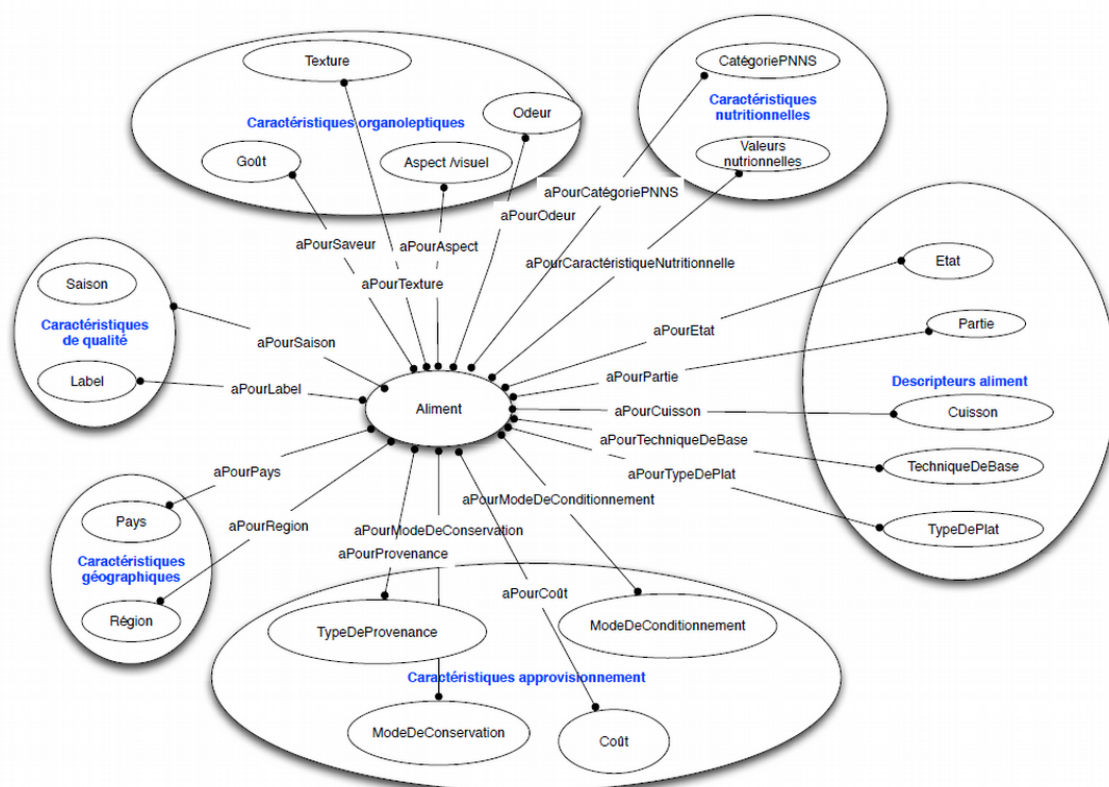 Texture
CatégoriePNNS
Caractéristiques organoleptiques
Odeur
Caractéristiques
nutritionnelles
Goût
Aspect /visuel
Valeurs
nutrionnelles
aPourCatégoriePNNS
aPourOdeur
aPourSaveur
aPourAspect
aPourCaractéristiqueNutritionnelle
aPourTexture
Saison
Caractéristiques
de qualité
Label
aPourSaison
aPourLabel
Aliment
Etat
aPourEtat
Partie
aPourPartie
Descripteurs aliment
aPourCuisson
Cuisson
aPourTechniqueDeBase
TechniqueDeBase
aPourTypeDePlat
TypeDePlat
aPourPays
Pays
aPourRegion
Caractéristiques
géographiques
Région
aPourModeDeConditionnement
aPourModeDeConservation
aPourProvenance
aPourCoût
TypeDeProvenance
ModeDeConditionnement
Caractéristiques approvisionnement
ModeDeConservation
Coût